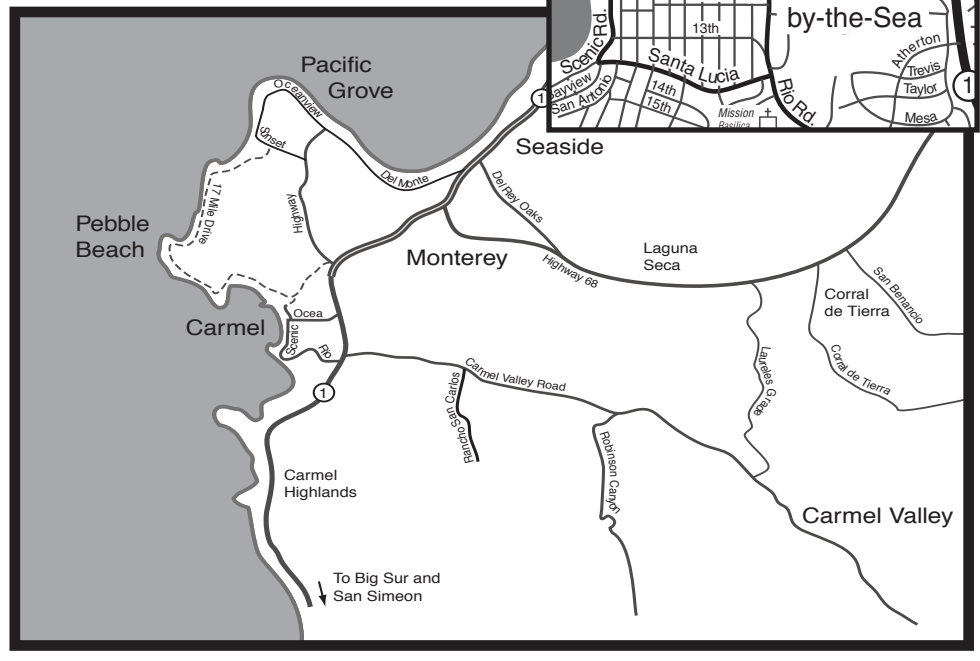 by-the-Sea
13th
Scenic Rd.
Santa Lucia
Atherton
Trevis
Taylor
Mesa
1
Bayview
San Antonio
14th
15th
Rio Rd.
Mission
Basilica
Pacific
Grove
Oceanview
Sunset
1
Seaside
Del Monte
Del Rey Oaks
17 Mile Drive
Highway
Pebble
Beach
Monterey
Highway 68
Laguna
Seca
San Benancio
Corral
de Tierra
Corral de Tierra
Carmel
Ocea
Scenic
Rio
1
Carmel Valley Road
Rancho San Carlos
Laureles Grade
Robinson Canyon
Carmel
Highlands
Carmel Valley
To Big Sur and
San Simeon